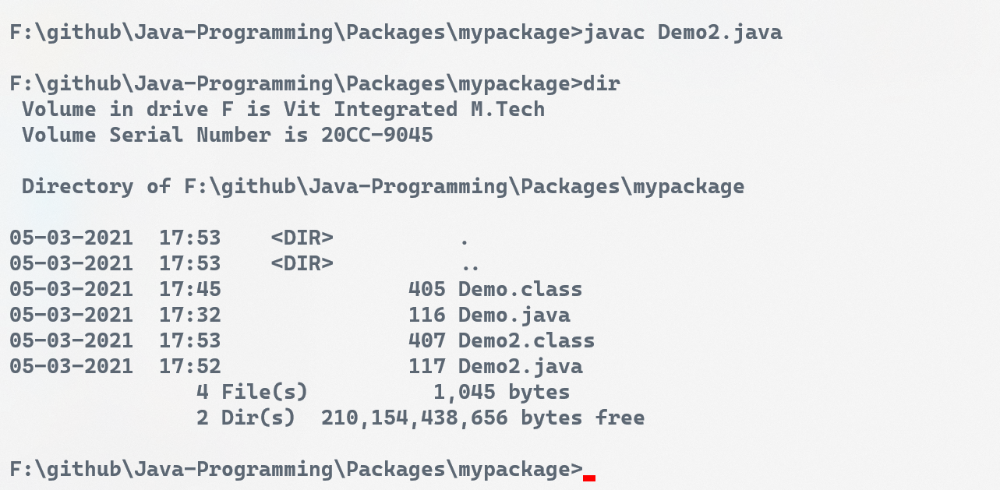 F:\github\Java-Programming\Packages\mypackage>javac Demo2.java
F:\github\Java-Programming\Packages\mypackage>dir
 Volume in drive F is Vit Integrated M.Tech
 Volume Serial Number is 20CC-9045
 Directory of F:\github\Java-Programming\Packages\mypackage
05-03-2021  17:53    <DIR>          .
05-03-2021  17:53    <DIR>          ..
05-03-2021  17:45               405 Demo.class
05-03-2021  17:32               116 Demo.java
05-03-2021  17:53               407 Demo2.class
05-03-2021  17:52               117 Demo2.java
               4 File(s)          1,045 bytes
               2 Dir(s)  210,154,438,656 bytes free
F:\github\Java-Programming\Packages\mypackage>